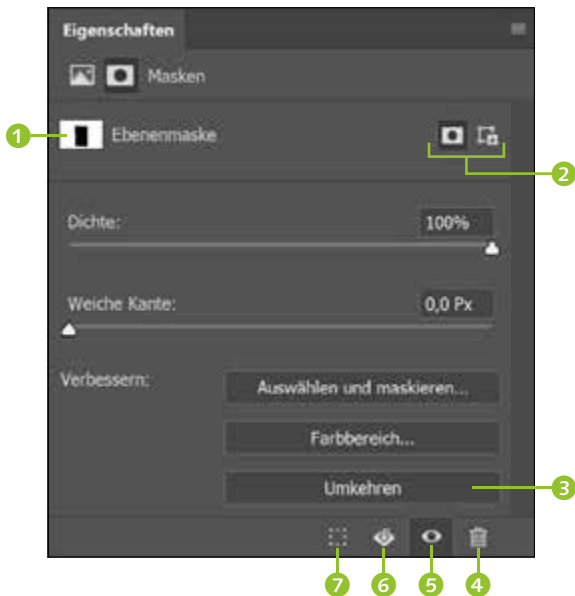 Eigenschaften
Masken
1 Ebenenmaske
2
Dichte: 100%
Weiche Kante: 0,0 Px
Verbessern: Auswählen und maskieren...
Farbbereich...
Umkehren 3
7 6 5 4